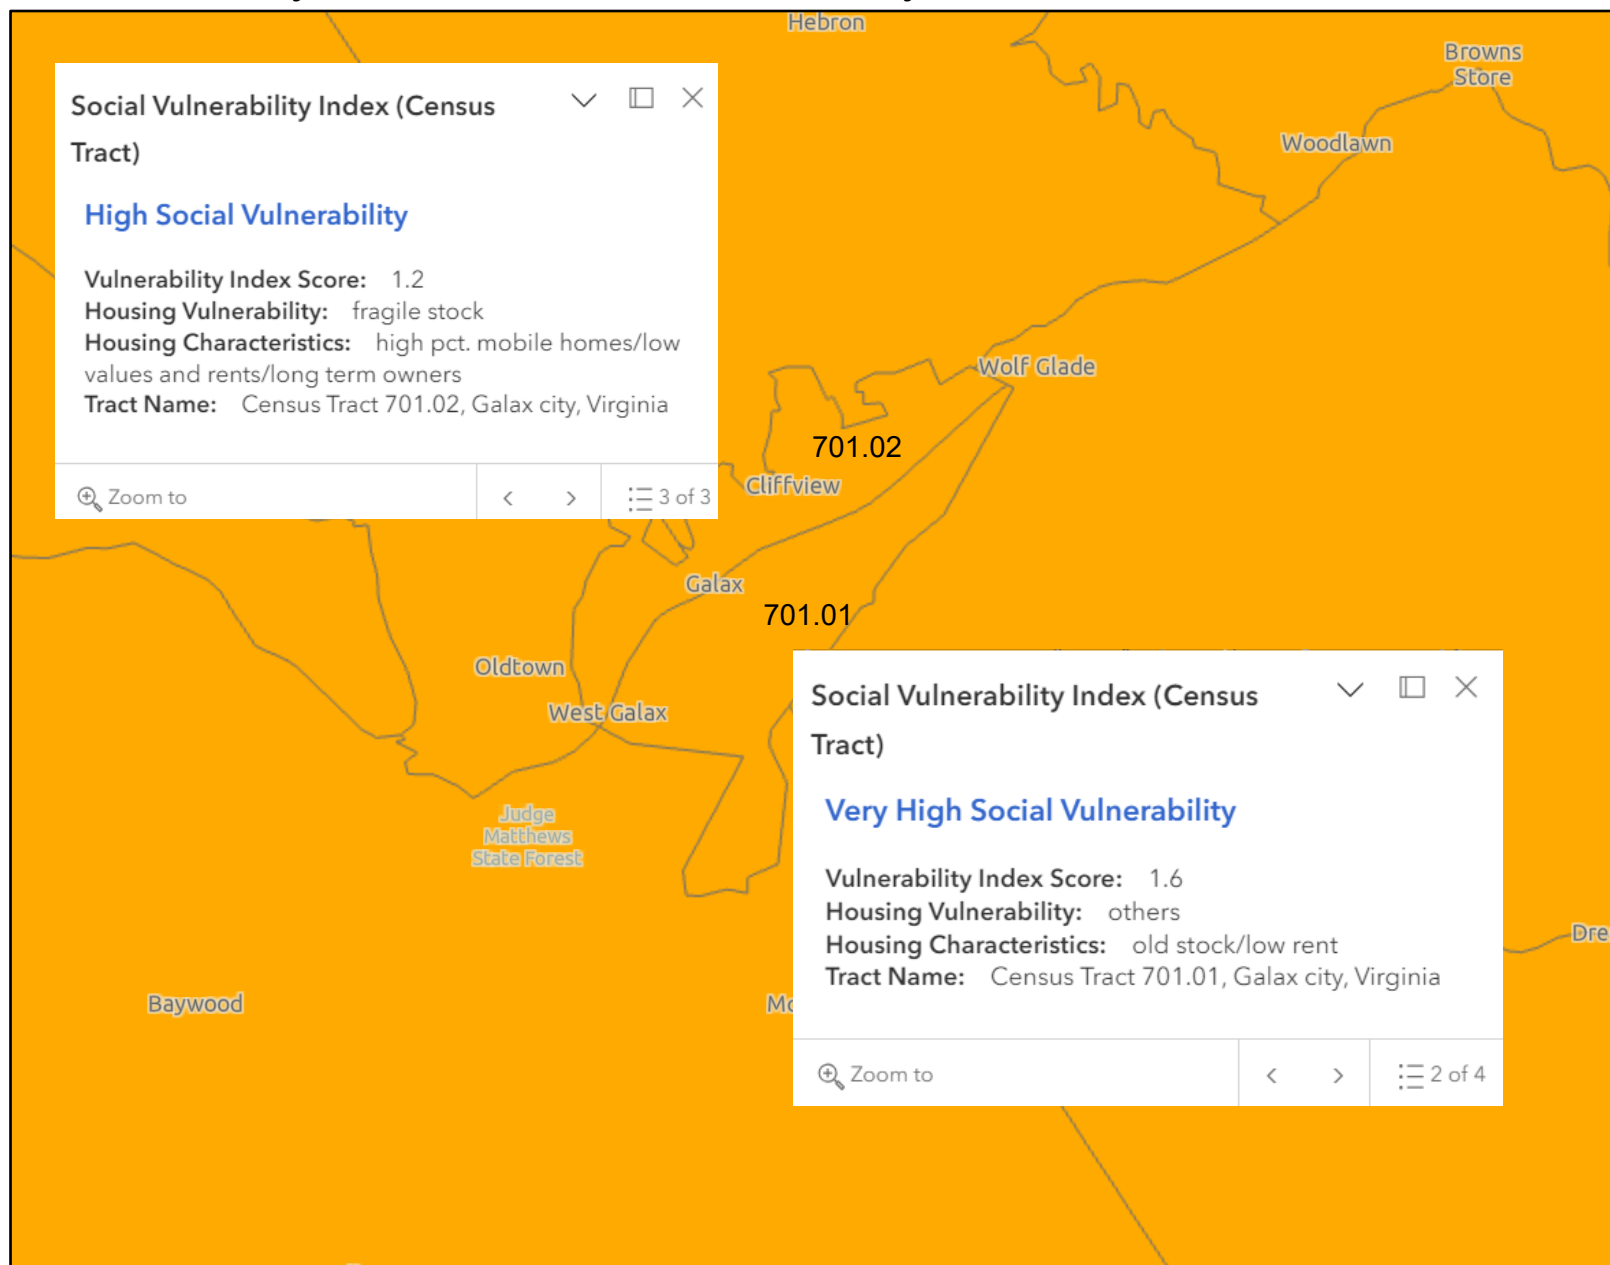 Hebron
Browns
Store
Woodlawn
Social Vulnerability Index (Census
Tract)
High Social Vulnerability
Vulnerability Index Score: 1.2
Housing Vulnerability: fragile stock
Housing Characteristics: high pct. mobile homes/low
values and rents/long term owners
Tract Name: Census Tract 701.02, Galax city, Virginia
Zoom to
3 of 3
Wolf Glade
701.02
Cliffview
Galax
701.01
Oldtown
West Galax
Judge
Matthews
State Forest
Social Vulnerability Index (Census
Tract)
Very High Social Vulnerability
Vulnerability Index Score: 1.6
Housing Vulnerability: others
Housing Characteristics: old stock/low rent
Tract Name: Census Tract 701.01, Galax city, Virginia
Zoom to
2 of 4
Dre
Baywood